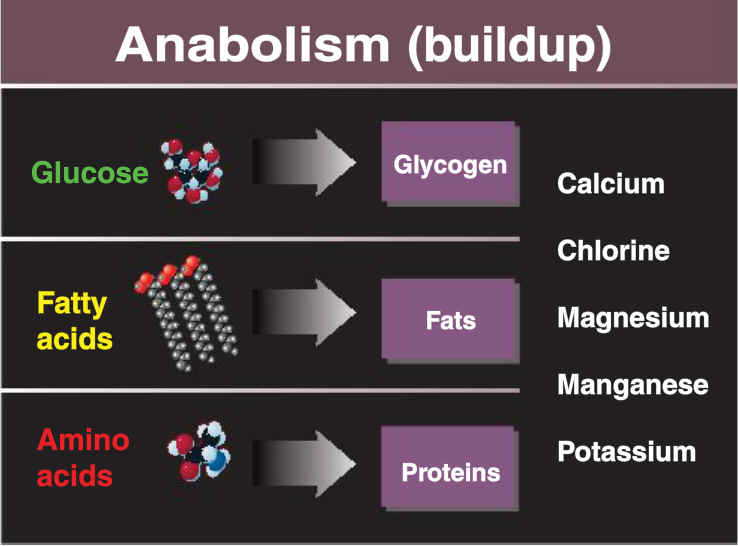 Anabolism (buildup)
Glucose
Glycogen
Fatty
acids
Fats
Amino
acids
Proteins
Calcium
Chlorine
Magnesium
Manganese
Potassium